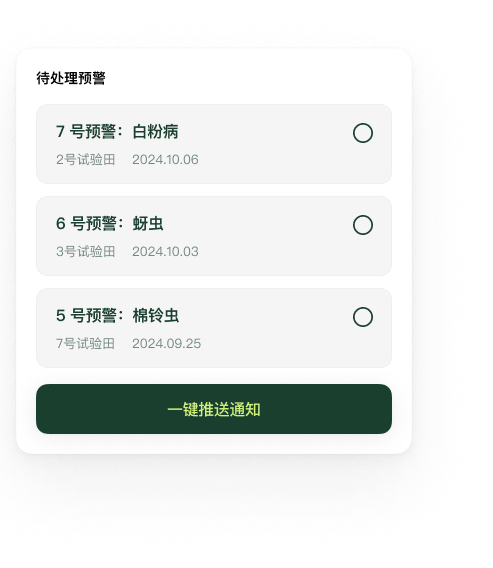 待处理预警
7 号预警：白粉病
2号试验田 2024.10.06
6 号预警：蚜虫
3号试验田 2024.10.03
5 号预警：棉铃虫
7号试验田 2024.09.25
一键推送通知